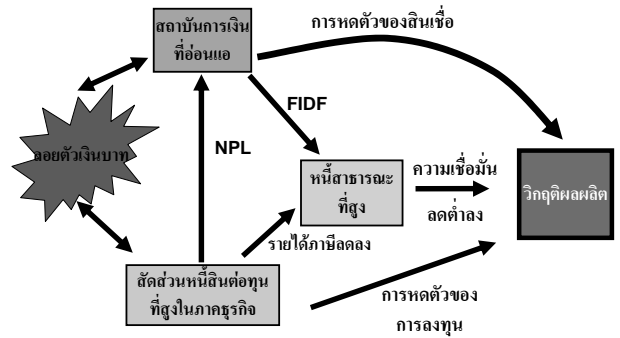 สถาบันการเงิน
ที่อ่อนแอ
การหดตัวของสินเชื่อ
FIDF
ลอยตัวเงินบาท
NPL
หนี้สาธารณะ
ที่สูง
ความเชื่อมั่น
ลดต่ำลง
วิกฤติผลผลิต
รายได้ภาษีลดลง
สัดส่วนหนี้สินต่อทุน
ที่สูงในภาคธุรกิจ
การหดตัวของ
การลงทุน